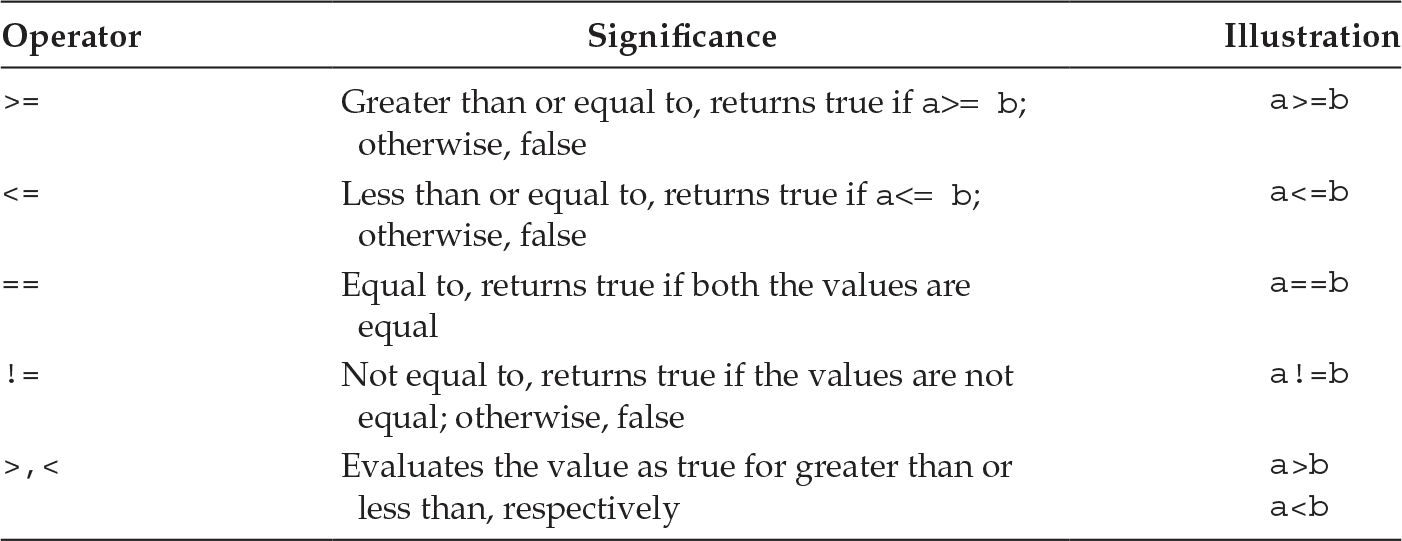 Operator Significance Illustration
>= Greater than or equal to, returns true if a>= b; a>=b
otherwise, false
<= Less than or equal to, returns true if a<= b; a<=b
otherwise, false
== Equal to, returns true if both the values are a==b
equal
!= Not equal to, returns true if the values are not a!=b
equal; otherwise, false
>,< Evaluates the value as true for greater than or a>b
less than, respectively a<b